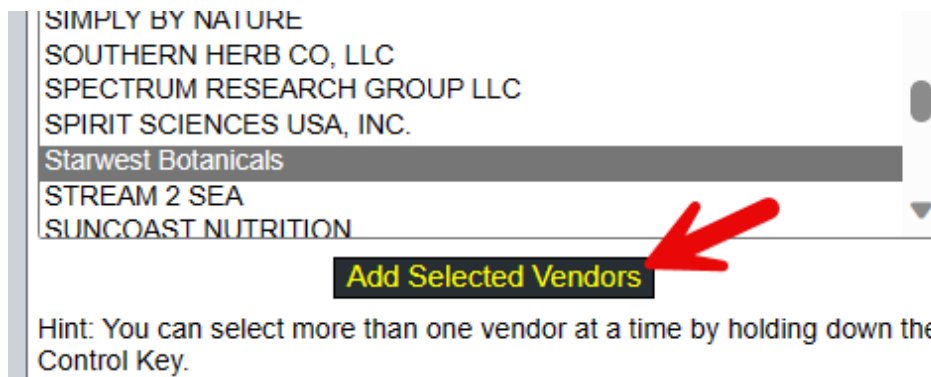 SIMPLY BY NATURE
SOUTHERN HERB CO, LLC
SPECTRUM RESEARCH GROUP LLC
SPIRIT SCIENCES USA, INC.
Starwest Botanicals
STREAM 2 SEA
SUNCOAST NUTRITION
Add Selected Vendors
Hint: You can select more than one vendor at a time by holding down the
Control Key.